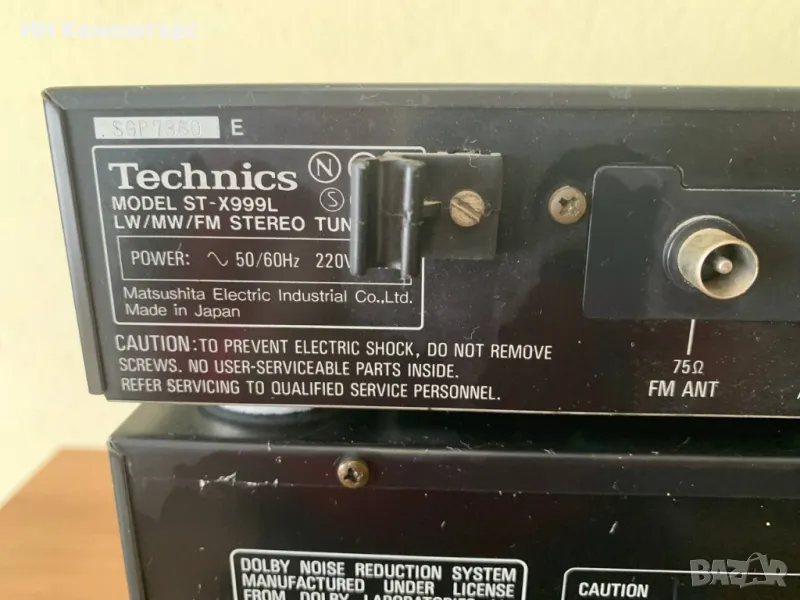 ИН Компютърс
E
Technics
MODEL ST-X999L
LW/MW/FM STEREO
POWER: ∿ 50/60Hz 220V
Matsushita Electric Industrial Co.,Ltd.
Made in Japan
CAUTION: TO PREVENT ELECTRIC SHOCK, DO NOT REMOVE
SCREWS. NO USER-SERVICEABLE PARTS INSIDE.
REFER SERVICING TO QUALIFIED SERVICE PERSONNEL.
75Ω
FM ANT
DOLBY NOISE REDUCTION SYSTEM
MANUFACTURED UNDER LICENSE
FROM DOLBY LABORATORIES
CAUTION
BAZAR.bg